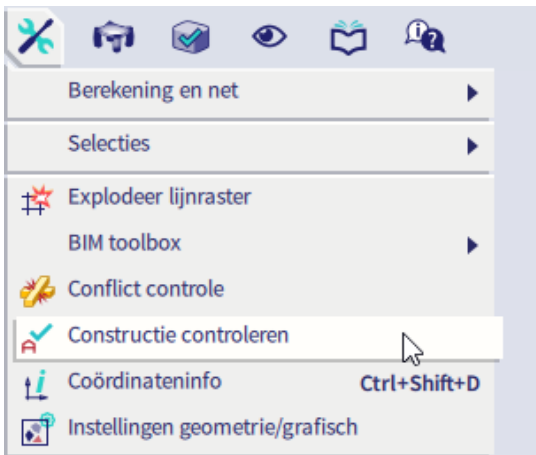 Berekening en net
Selecties
Explodeer lijnraster
BIM toolbox
Conflict controle
Constructie controleren
Coördinateninfo Ctrl+Shift+D
Instellingen geometrie/grafisch